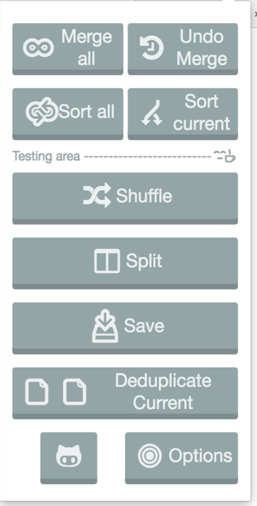 Merge
all
Undo
Merge
Sort all
Sort
current
Testing area ---------------------------
Shuffle
Split
Save
Deduplicate
Current
Options